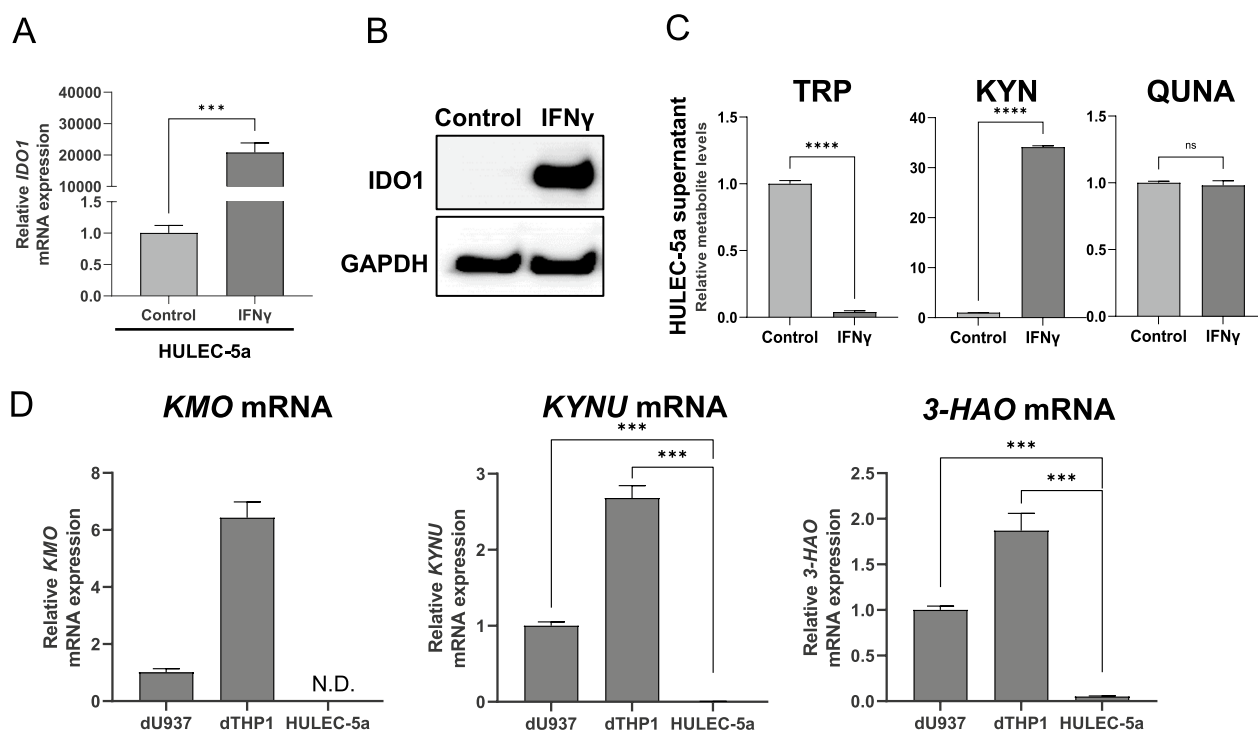 A
Relative IDO1
mRNA expression
40000
30000
20000
10000
1.5
1.0
0.5
0.0
***
Control
IFNγ
HULEC-5a
B
Control
IFNγ
IDO1
GAPDH
C
HULEC-5a supernatant
Relative metabolite levels
TRP
1.5
1.0
0.5
0.0
****
Control
IFNγ
KYN
40
30
20
10
0
****
Control
IFNγ
QUNA
1.5
1.0
0.5
0.0
ns
Control
IFNγ
D
KMO mRNA
Relative KMO
mRNA expression
8
6
4
2
0
N.D.
dU937
dTHP1
HULEC-5a
KYNU mRNA
Relative KYNU
mRNA expression
3
2
1
0
***
***
dU937
dTHP1
HULEC-5a
3-HAO mRNA
Relative 3-HAO
mRNA expression
2.5
2.0
1.5
1.0
0.5
0.0
***
***
dU937
dTHP1
HULEC-5a